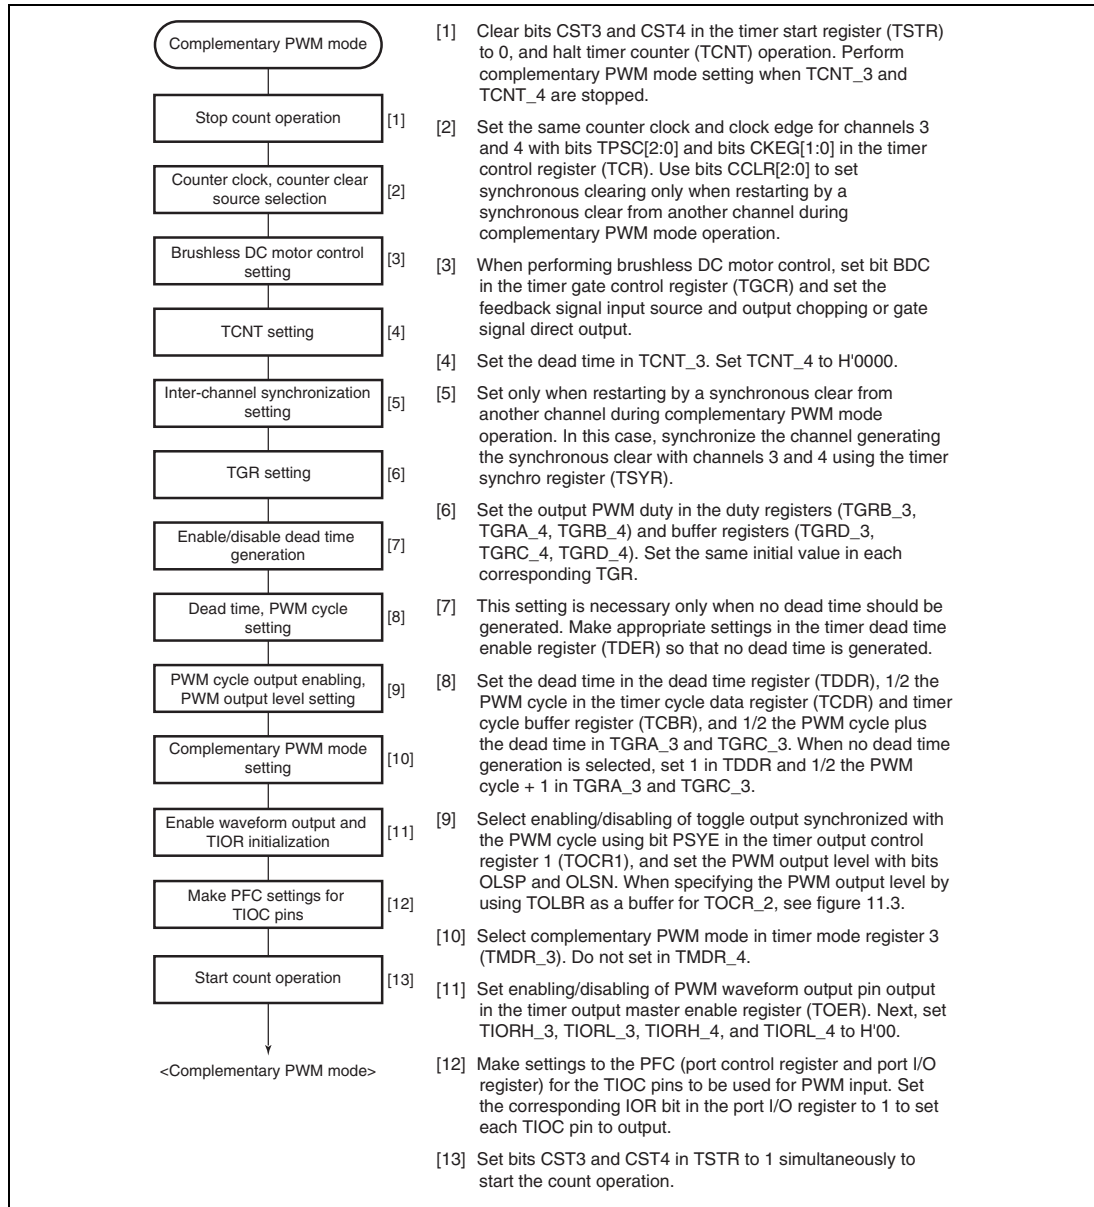 Complementary PWM mode
Stop count operation
[1]
Counter clock, counter clear
source selection
[2]
Brushless DC motor control
setting
[3]
TCNT setting
[4]
Inter-channel synchronization
setting
[5]
TGR setting
[6]
Enable/disable dead time
generation
[7]
Dead time, PWM cycle
setting
[8]
PWM cycle output enabling,
PWM output level setting
[9]
Complementary PWM mode
setting
[10]
Enable waveform output and
TIOR initialization
[11]
Make PFC settings for
TIOC pins
[12]
Start count operation
[13]
<Complementary PWM mode>
[1] Clear bits CST3 and CST4 in the timer start register (TSTR)
to 0, and halt timer counter (TCNT) operation. Perform
complementary PWM mode setting when TCNT_3 and
TCNT_4 are stopped.
[2] Set the same counter clock and clock edge for channels 3
and 4 with bits TPSC[2:0] and bits CKEG[1:0] in the timer
control register (TCR). Use bits CCLR[2:0] to set
synchronous clearing only when restarting by a
synchronous clear from another channel during
complementary PWM mode operation.
[3] When performing brushless DC motor control, set bit BDC
in the timer gate control register (TGCR) and set the
feedback signal input source and output chopping or gate
signal direct output.
[4] Set the dead time in TCNT_3. Set TCNT_4 to H'0000.
[5] Set only when restarting by a synchronous clear from
another channel during complementary PWM mode
operation. In this case, synchronize the channel generating
the synchronous clear with channels 3 and 4 using the timer
synchro register (TSYR).
[6] Set the output PWM duty in the duty registers (TGRB_3,
TGRA_4, TGRB_4) and buffer registers (TGRD_3,
TGRC_4, TGRD_4). Set the same initial value in each
corresponding TGR.
[7] This setting is necessary only when no dead time should be
generated. Make appropriate settings in the timer dead time
enable register (TDER) so that no dead time is generated.
[8] Set the dead time in the dead time register (TDDR), 1/2 the
PWM cycle in the timer cycle data register (TCDR) and timer
cycle buffer register (TCBR), and 1/2 the PWM cycle plus
the dead time in TGRA_3 and TGRC_3. When no dead time
generation is selected, set 1 in TDDR and 1/2 the PWM
cycle + 1 in TGRA_3 and TGRC_3.
[9] Select enabling/disabling of toggle output synchronized with
the PWM cycle using bit PSYE in the timer output control
register 1 (TOCR1), and set the PWM output level with bits
OLSP and OLSN. When specifying the PWM output level by
using TOLBR as a buffer for TOCR_2, see figure 11.3.
[10] Select complementary PWM mode in timer mode register 3
(TMDR_3). Do not set in TMDR_4.
[11] Set enabling/disabling of PWM waveform output pin output
in the timer output master enable register (TOER). Next, set
TIORH_3, TIORL_3, TIORH_4, and TIORL_4 to H'00.
[12] Make settings to the PFC (port control register and port I/O
register) for the TIOC pins to be used for PWM input. Set
the corresponding IOR bit in the port I/O register to 1 to set
each TIOC pin to output.
[13] Set bits CST3 and CST4 in TSTR to 1 simultaneously to
start the count operation.